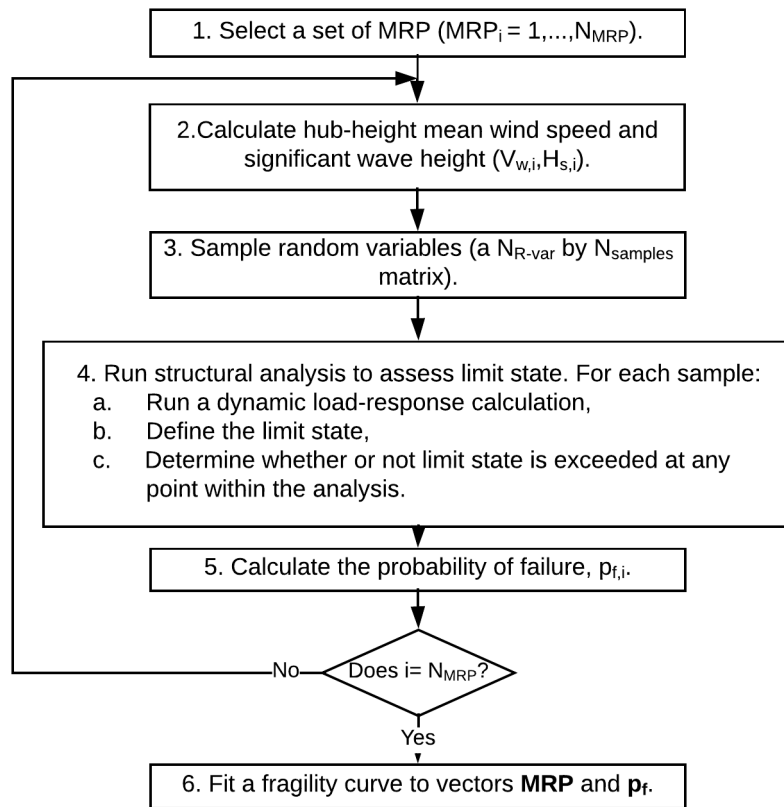 1. Select a set of MRP (MRPi = 1,...,NMRP).
2.Calculate hub-height mean wind speed and
significant wave height (Vw,i,Hs,i).
3. Sample random variables (a NR-var by Nsamples
matrix).
4. Run structural analysis to assess limit state. For each sample:
a. Run a dynamic load-response calculation,
b. Define the limit state,
c. Determine whether or not limit state is exceeded at any
point within the analysis.
5. Calculate the probability of failure, pf,i.
No
Does i= NMRP?
Yes
6. Fit a fragility curve to vectors MRP and pf.